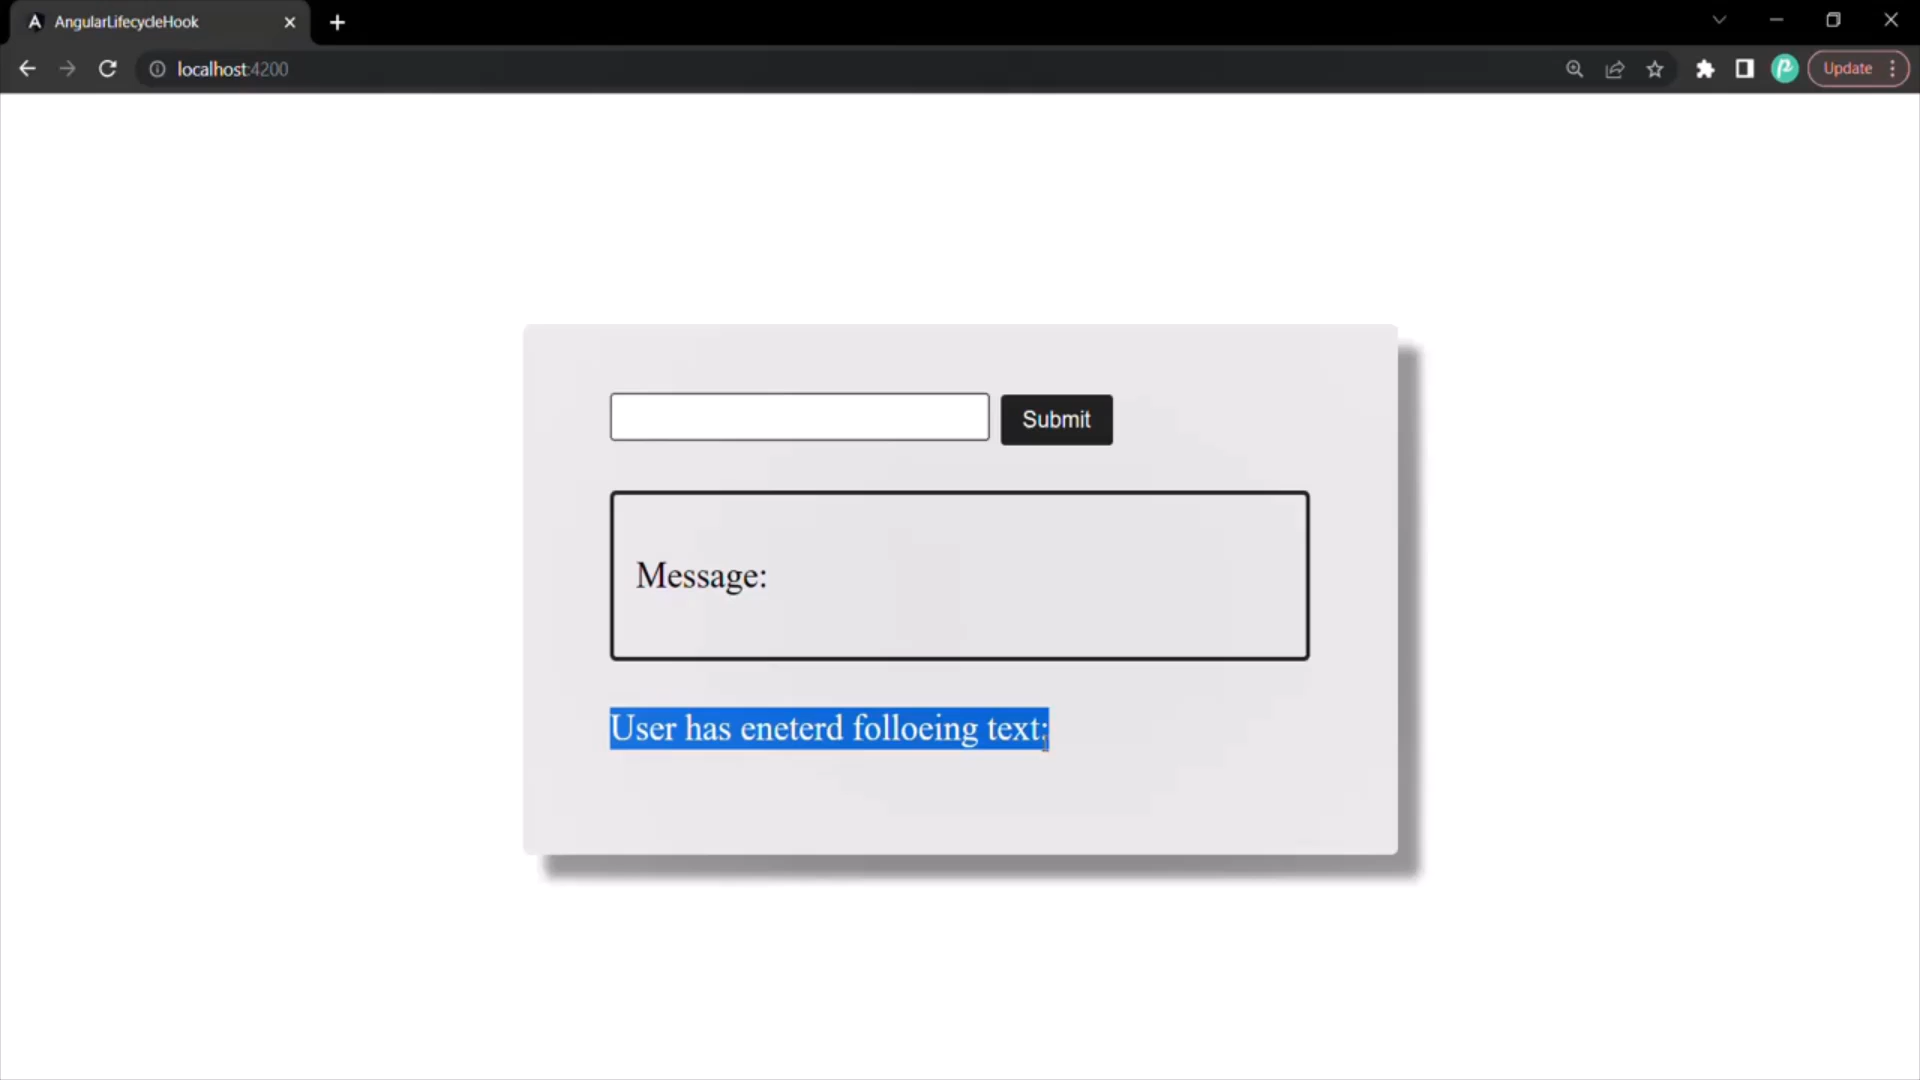 AngularLifecycleHook
localhost:4200
Update
Submit
Message:
User has eneterd folloeing text: